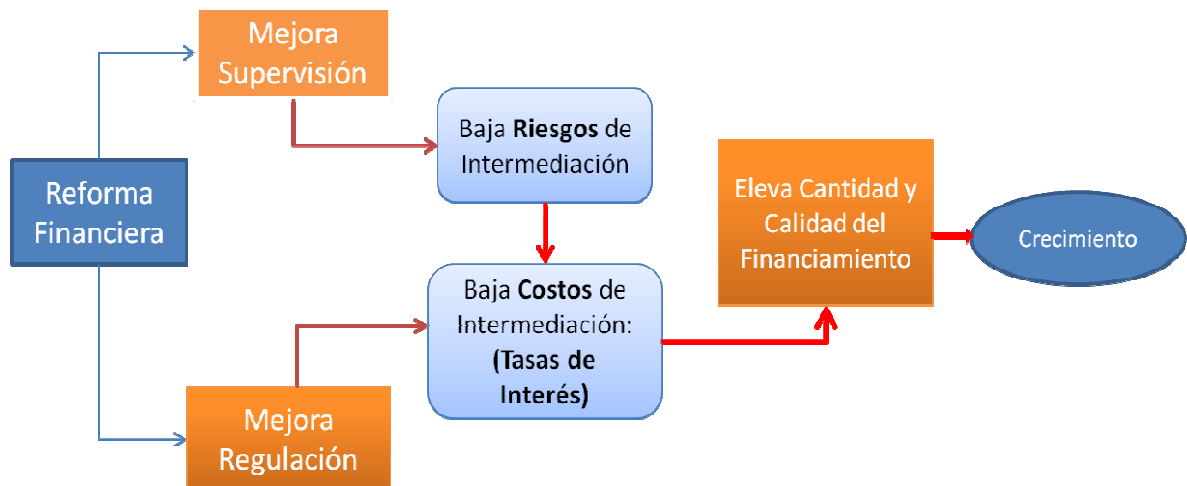 Mejora
Supervisión
Baja Riesgos de
Intermediación
Reforma
Financiera
Eleva Cantidad y
Calidad del
Financiamiento
Crecimiento
Baja Costos de
Intermediación:
(Tasas de
Interés)
Mejora
Regulación